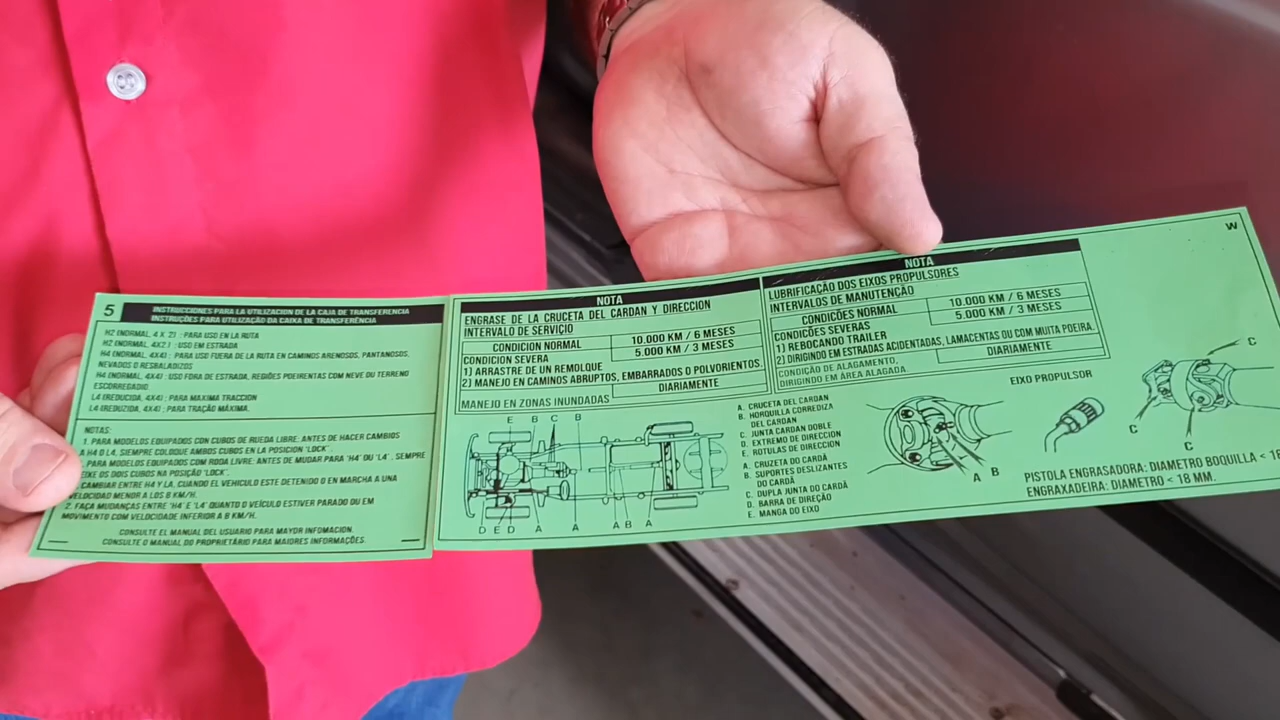 5
INSTRUCCIONES PARA LA UTILIZACION DE LA CAJA DE TRANSFERENCIA
INSTRUÇÕES PARA UTILIZAÇÃO DA CAIXA DE TRANSFERÊNCIA
H2 (NORMAL, 4 X 2) : PARA USO EN LA RUTA
H2 (NORMAL, 4X2) : USO EM ESTRADA
H4 (NORMAL, 4X4) : PARA USO FUERA DE LA RUTA EN CAMINOS ARENOSOS, PANTANOSOS,
NEVADOS O RESBALADIZOS
H4 (NORMAL, 4X4) : USO FORA DE ESTRADA, REGIÕES POEIRENTAS COM NEVE OU TERRENO
ESCORREGADIO
L4 (REDUCIDA, 4X4) : PARA MAXIMA TRACCION
L4 (REDUZIDA, 4X4) : PARA TRAÇÃO MÁXIMA.
NOTAS:
1. PARA MODELOS EQUIPADOS CON CUBOS DE RUEDA LIBRE: ANTES DE HACER CAMBIOS
A H4 O L4, SIEMPRE COLOQUE AMBOS CUBOS EN LA POSICION "LOCK".
PARA MODELOS EQUIPADOS COM RODA LIVRE: ANTES DE MUDAR PARA "H4" OU "L4". SEMPRE
OS DOIS CUBOS NA POSIÇÃO "LOCK".
CAMBIAR ENTRE H4 Y L4, CUANDO EL VEHICULO ESTE DETENIDO O EN MARCHA A UNA
VELOCIDAD MENOR A LOS 8 KM/H.
2. FAÇA MUDANÇAS ENTRE "H4" E "L4" QUANTO O VEÍCULO ESTIVER PARADO OU EM
MOVIMENTO COM VELOCIDADE INFERIOR A 8 KM/H.
CONSULTE EL MANUAL DEL USUARIO PARA MAYOR INFOMACION.
CONSULTE O MANUAL DO PROPRIETÁRIO PARA MAIORES INFORMAÇÕES.
NOTA
ENGRASE DE LA CRUCETA DEL CARDAN Y DIRECCION
INTERVALO DE SERVIÇIO
CONDICION NORMAL 10.000 KM / 6 MESES
CONDICION SEVERA 5.000 KM / 3 MESES
1) ARRASTRE DE UN REMOLQUE
2) MANEJO EN CAMINOS ABRUPTOS, EMBARRADOS O POLVORIENTOS.
MANEJO EN ZONAS INUNDADAS DIARIAMENTE
NOTA
LUBRIFICAÇÃO DOS EIXOS PROPULSORES
INTERVALOS DE MANUTENÇÃO
CONDICÕES NORMAL 10.000 KM / 6 MESES
CONDICÕES SEVERAS 5.000 KM / 3 MESES
1) REBOCANDO TRAILER
2) DIRIGINDO EM ESTRADAS ACIDENTADAS, LAMACENTAS OU COM MUITA POEIRA.
CONDIÇÃO DE ALAGAMENTO, DIARIAMENTE
DIRIGINDO EM ÁREA ALAGADA
W
E B C B
D E D A A A B A
A. CRUCETA DEL CARDAN
B. HORQUILLA CORREDIZA
DEL CARDAN
C. JUNTA CARDAN DOBLE
D. EXTREMO DE DIRECCION
E. ROTULAS DE DIRECCION
A. CRUZETA DO CARDÃ
B. SUPORTES DESLIZANTES
DO CARDÃ
C. DUPLA JUNTA DO CARDÃ
D. BARRA DE DIREÇÃO
E. MANGA DO EIXO
EIXO PROPULSOR
A B
C
C
C
PISTOLA ENGRASADORA: DIAMETRO BOQUILLA < 18
ENGRAXADEIRA: DIAMETRO < 18 MM.